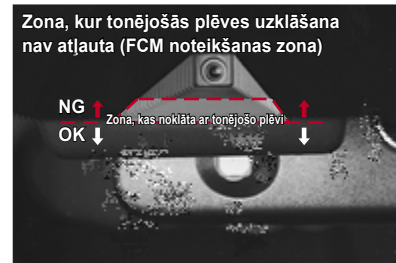 Zona, kur tonējošās plēves uzklāšana
nav atļauta (FCM noteikšanas zona)
NG
Zona, kas noklāta ar tonējošo plēvi
OK